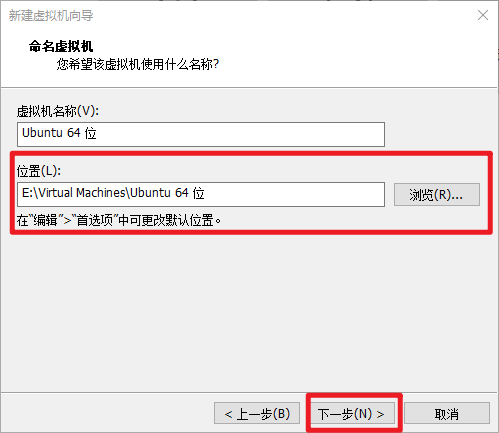 新建虚拟机向导
命名虚拟机
您希望该虚拟机使用什么名称?
虚拟机名称(V):
Ubuntu 64 位
位置(L):
E:\Virtual Machines\Ubuntu 64 位
浏览(R)...
在“编辑”>“首选项”中可更改默认位置。
< 上一步(B) 下一步(N) > 取消